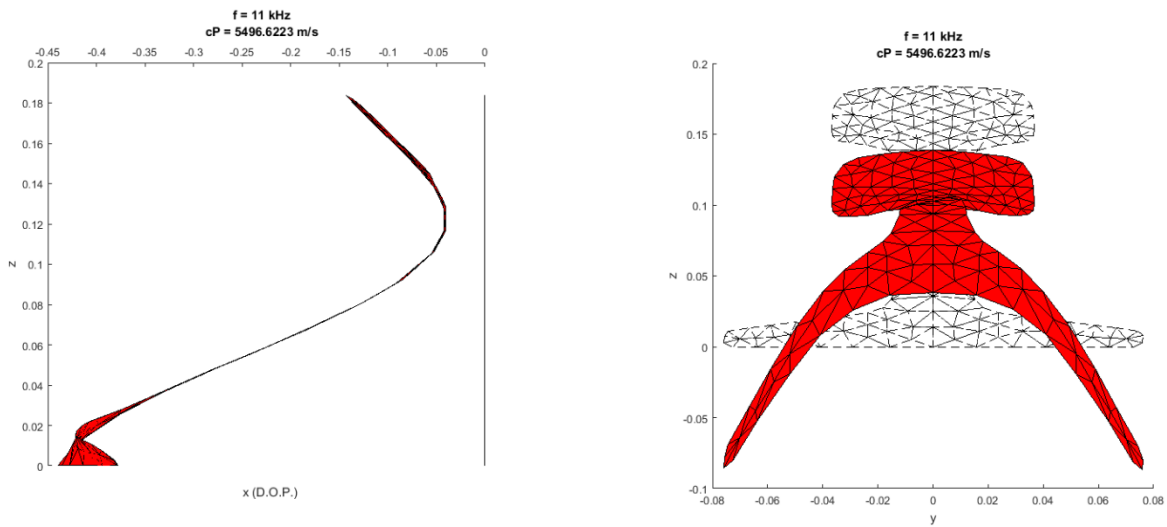 f = 11 kHz
cP = 5496.6223 m/s
-0.45 -0.4 -0.35 -0.3 -0.25 -0.2 -0.15 -0.1 -0.05 0
0.2
0.18
0.16
0.14
0.12
0.1
0.08
0.06
0.04
0.02
0
z
x (D.O.P.)
f = 11 kHz
cP = 5496.6223 m/s
0.2
0.15
0.1
0.05
0
-0.05
-0.1
z
-0.08 -0.06 -0.04 -0.02 0 0.02 0.04 0.06 0.08
y